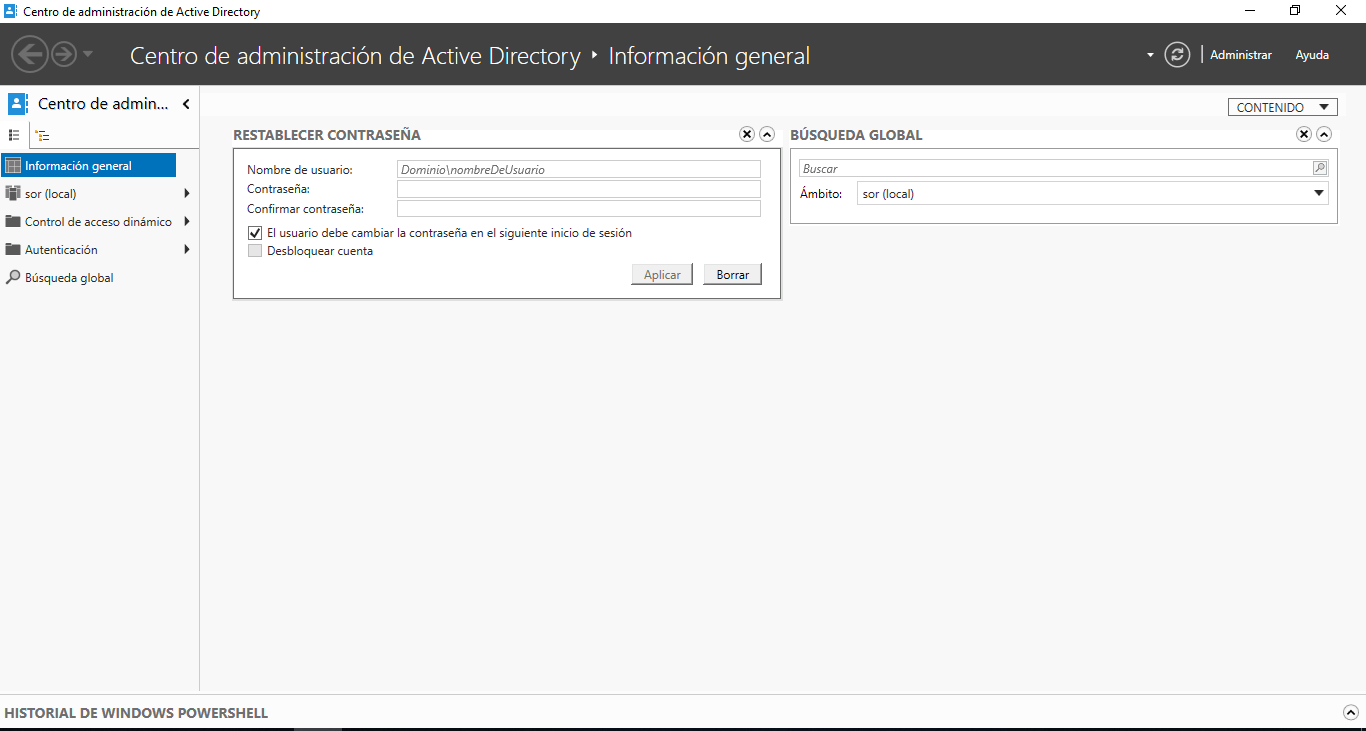 Centro de administración de Active Directory
Centro de administración de Active Directory ‣ Información general
Administrar
Ayuda
Centro de admin...
CONTENIDO
Información general
sor (local)
Control de acceso dinámico
Autenticación
Búsqueda global
RESTABLECER CONTRASEÑA
Nombre de usuario: Dominio\nombreDeUsuario
Contraseña:
Confirmar contraseña:
El usuario debe cambiar la contraseña en el siguiente inicio de sesión
Desbloquear cuenta
Aplicar
Borrar
BÚSQUEDA GLOBAL
Buscar
Ámbito: sor (local)
HISTORIAL DE WINDOWS POWERSHELL